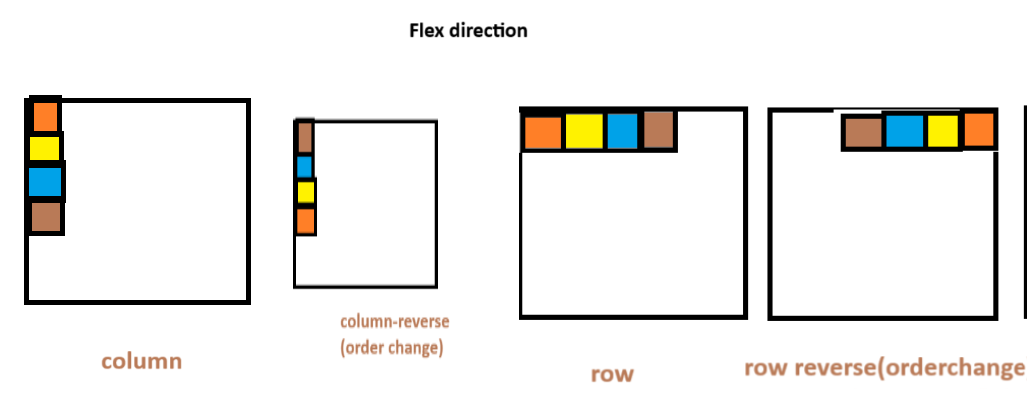 Flex direction
column
column-reverse
(order change)
row
row reverse(orderchange